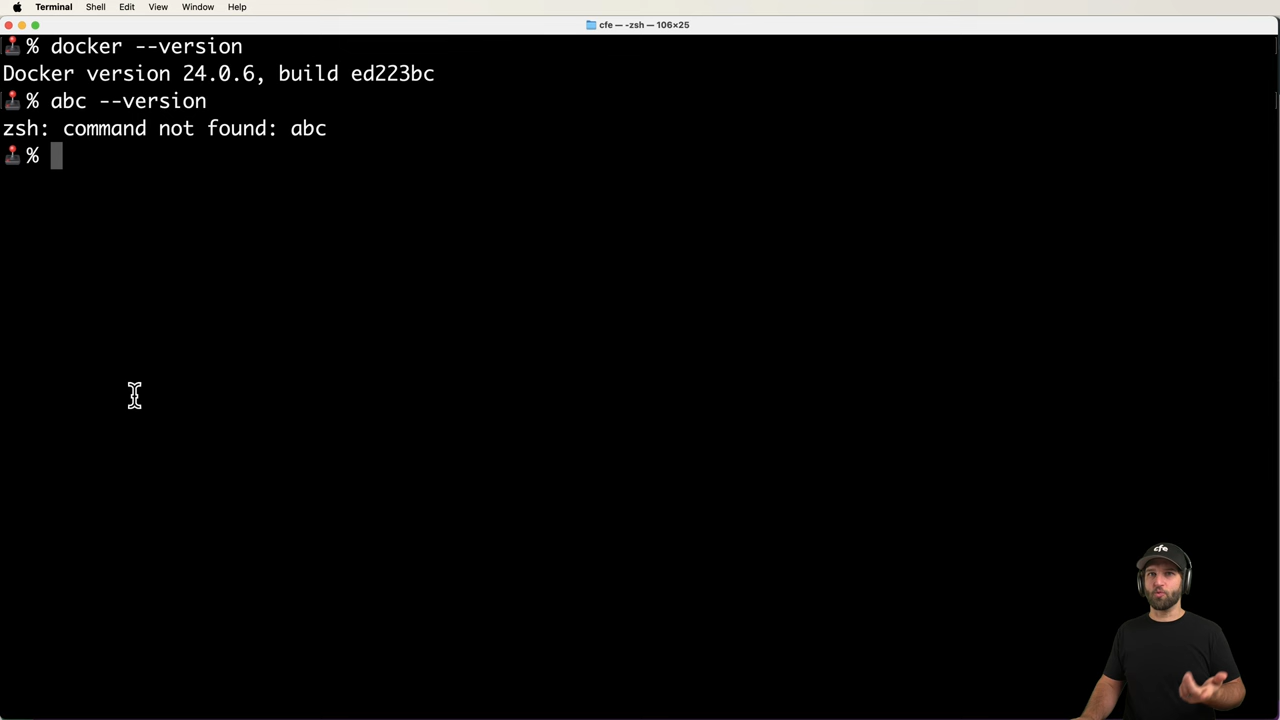 Terminal Shell Edit View Window Help
cfe — -zsh — 106×25
% docker --version
Docker version 24.0.6, build ed223bc
% abc --version
zsh: command not found: abc
%
cfe